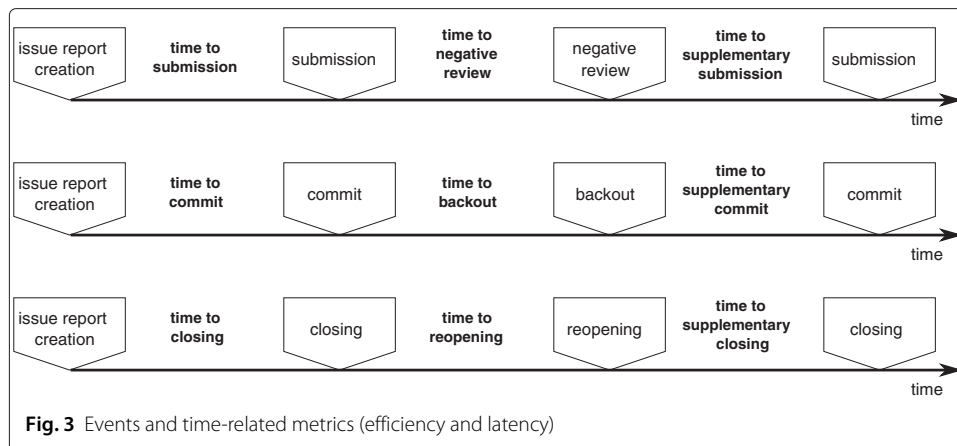 issue report
creation
time to
submission
submission
time to
negative
review
negative
review
time to
supplementary
submission
submission
time
issue report
creation
time to
commit
commit
time to
backout
backout
time to
supplementary
commit
commit
time
issue report
creation
time to
closing
closing
time to
reopening
reopening
time to
supplementary
closing
closing
time
Fig. 3 Events and time-related metrics (efficiency and latency)